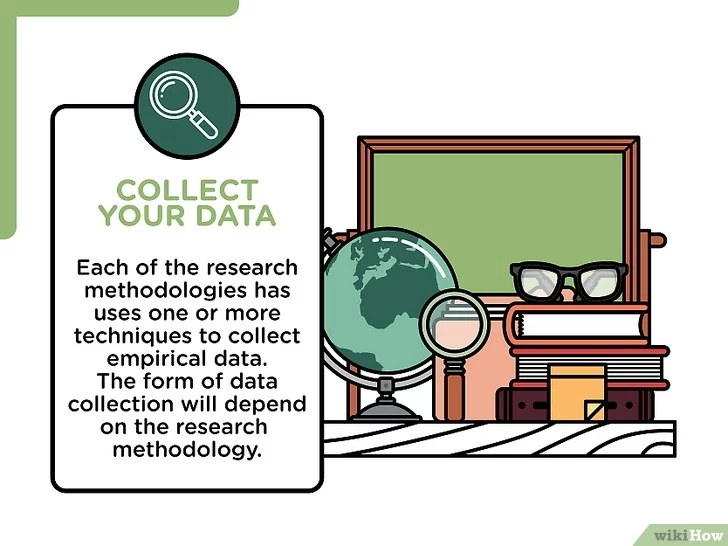 COLLECT
YOUR DATA
Each of the research
methodologies has
uses one or more
techniques to collect
empirical data.
The form of data
collection will depend
on the research
methodology.
wikiHow